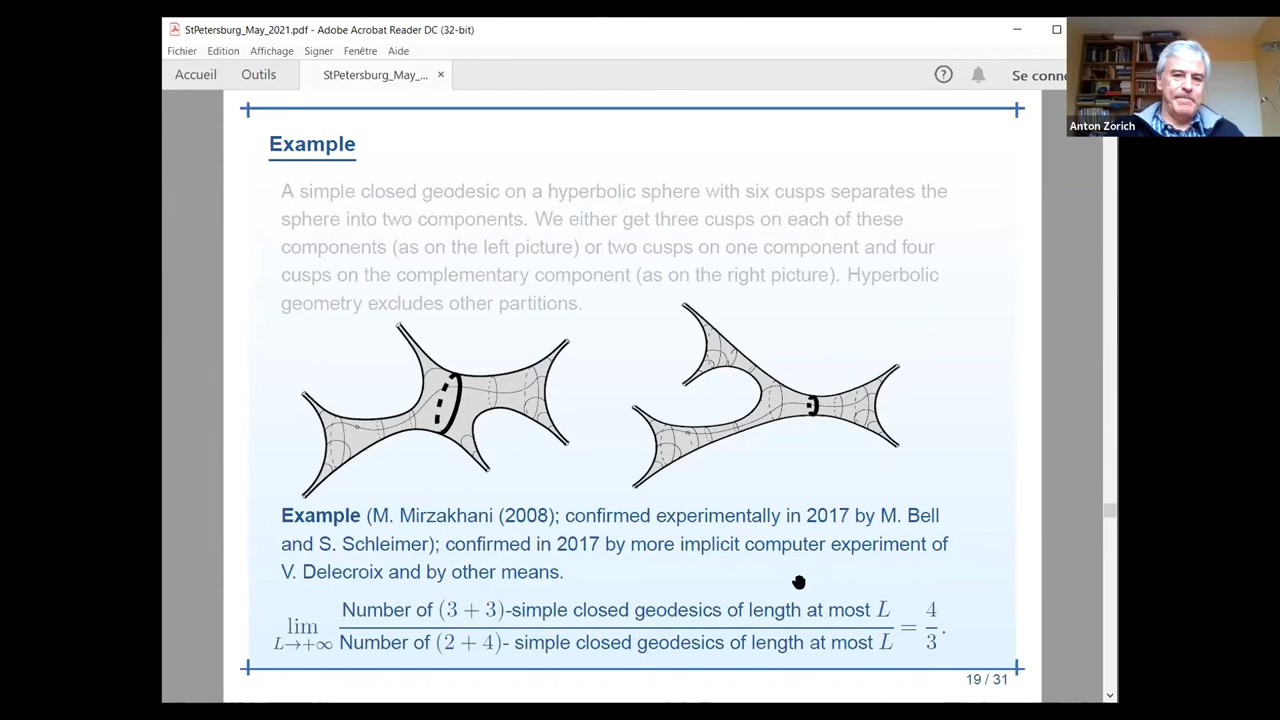 StPetersburg_May_2021.pdf - Adobe Acrobat Reader DC (32-bit)
Fichier Edition Affichage Signer Fenêtre Aide
Accueil Outils StPetersburg_May_... × ? Se conn
Anton Zorich
Example
A simple closed geodesic on a hyperbolic sphere with six cusps separates the
sphere into two components. We either get three cusps on each of these
components (as on the left picture) or two cusps on one component and four
cusps on the complementary component (as on the right picture). Hyperbolic
geometry excludes other partitions.
Example (M. Mirzakhani (2008); confirmed experimentally in 2017 by M. Bell
and S. Schleimer); confirmed in 2017 by more implicit computer experiment of
V. Delecroix and by other means.
lim L→+∞ Number of (3 + 3)-simple closed geodesics of length at most L
Number of (2 + 4)- simple closed geodesics of length at most L = 4/3.
19 / 31